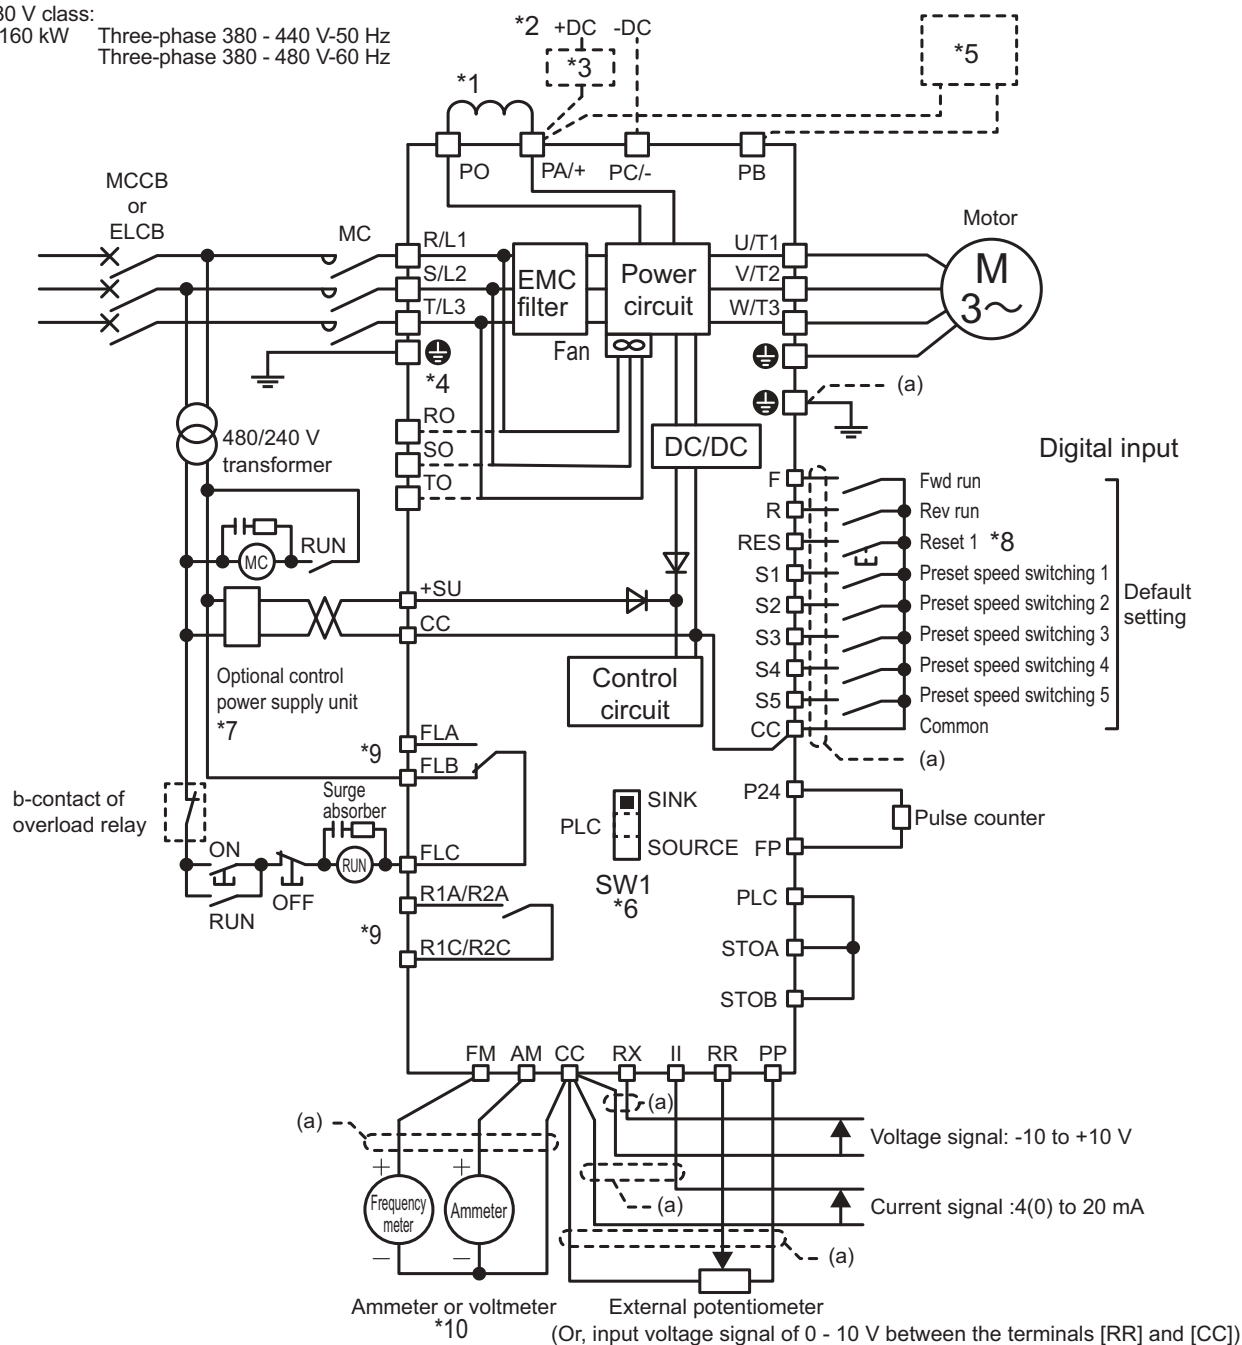 30 V class:
160 kW Three-phase 380 - 440 V-50 Hz
Three-phase 380 - 480 V-60 Hz
*2 +DC -DC
*3
*5
*1
PO PA/+ PC/- PB
MCCB
or
ELCB
MC
R/L1
S/L2
T/L3
EMC
filter
Power
circuit
Fan
U/T1
V/T2
W/T3
Motor
M
3～
*4
(a)
RO
SO
TO
DC/DC
480/240 V
transformer
Digital input
F Fwd run
R Rev run
RES Reset 1 *8
S1 Preset speed switching 1
S2 Preset speed switching 2
S3 Preset speed switching 3
S4 Preset speed switching 4
S5 Preset speed switching 5
CC Common
Default
setting
(a)
MC
RUN
+SU
CC
Control
circuit
Optional control
power supply unit
*7
*9
FLA
FLB
b-contact of
overload relay
Surge
absorber
ON
RUN
FLC
OFF
RUN
PLC
SINK
SOURCE
SW1
*6
P24
FP
Pulse counter
R1A/R2A
*9
R1C/R2C
PLC
STOA
STOB
FM AM CC RX II RR PP
(a)
(a)
Voltage signal: -10 to +10 V
(a)
Current signal :4(0) to 20 mA
(a)
+
Frequency
meter
–
+
Ammeter
–
Ammeter or voltmeter
*10
External potentiometer
(Or, input voltage signal of 0 - 10 V between the terminals [RR] and [CC])